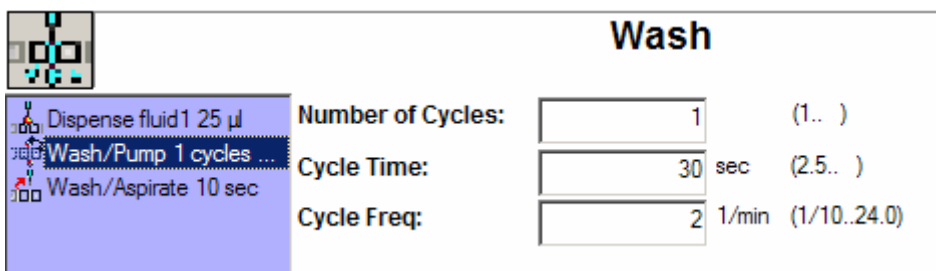 Wash
Dispense fluid1 25 µl
Wash/Pump 1 cycles ...
Wash/Aspirate 10 sec
Number of Cycles: 1 (1.. )
Cycle Time: 30 sec (2.5.. )
Cycle Freq: 2 1/min (1/10..24.0)